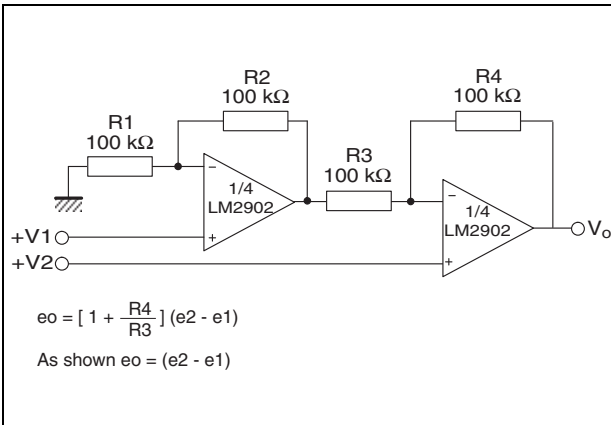 R1
100 kΩ
R2
100 kΩ
R3
100 kΩ
R4
100 kΩ
1/4
LM2902
1/4
LM2902
+V1
+V2
Vo
eo = [ 1 + R4/R3 ] (e2 - e1)
As shown eo = (e2 - e1)